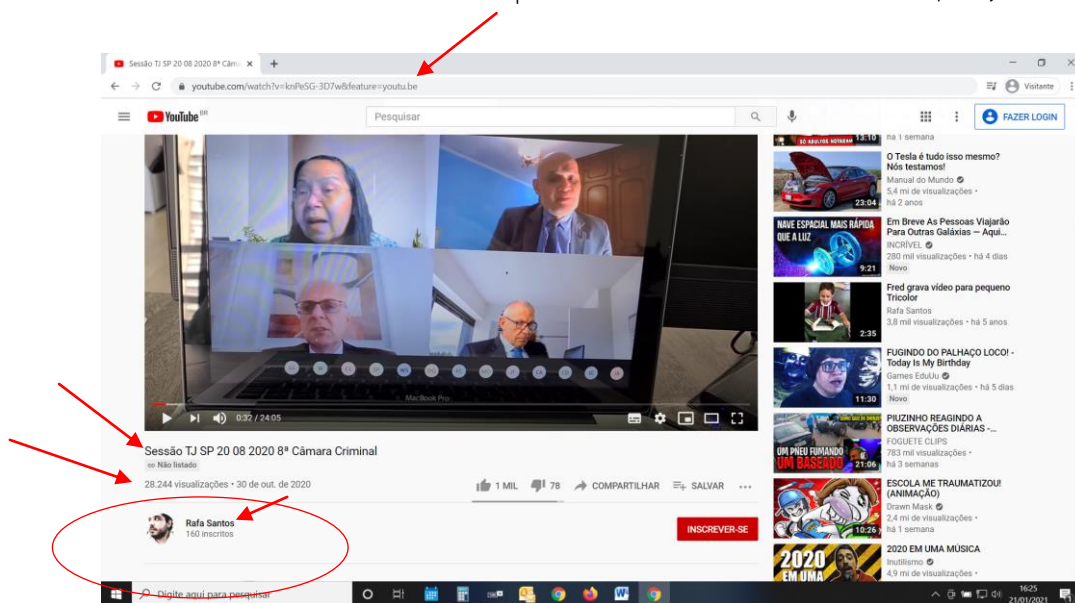 Sessão TJ SP 20 08 2020 8ª Câm
youtube.com/watch?v=knPeSG-3D7w&feature=youtu.be
Visitante
YouTube BR
Pesquisar
FAZER LOGIN
MacBook Pro
0:32 / 24:05
Sessão TJ SP 20 08 2020 8ª Câmara Criminal
Não listado
28.244 visualizações • 30 de out. de 2020
1 MIL
78
COMPARTILHAR
SALVAR
Rafa Santos
160 inscritos
INSCREVER-SE
SÓ ADULTOS NOTARAM
13:10
há 1 semana
O Tesla é tudo isso mesmo?
Nós testamos!
Manual do Mundo
5,4 mi de visualizações •
há 2 anos
23:04
NAVE ESPACIAL MAIS RÁPIDA
QUE A LUZ
9:21
Em Breve As Pessoas Viajarão
Para Outras Galáxias — Aqui...
INCRÍVEL
280 mil visualizações • há 4 dias
Novo
2:35
Fred grava vídeo para pequeno
Tricolor
Rafa Santos
3,8 mil visualizações • há 5 anos
11:30
FUGINDO DO PALHAÇO LOCO! -
Today Is My Birthday
Games EduUu
1,1 mi de visualizações • há 5 dias
Novo
UM PNEU FUMANDO
UM BASEADO
21:06
PIUZINHO REAGINDO A
OBSERVAÇÕES DIÁRIAS -...
FOGUETE CLIPS
783 mil visualizações •
há 3 semanas
10:26
ESCOLA ME TRAUMATIZOU!
(ANIMAÇÃO)
Drawn Mask
2,4 mi de visualizações •
há 1 semana
2020
EM UMA
2020 EM UMA MÚSICA
Inutilismo
4,9 mi de visualizações •
Digite aqui para pesquisar
16:25
21/01/2021